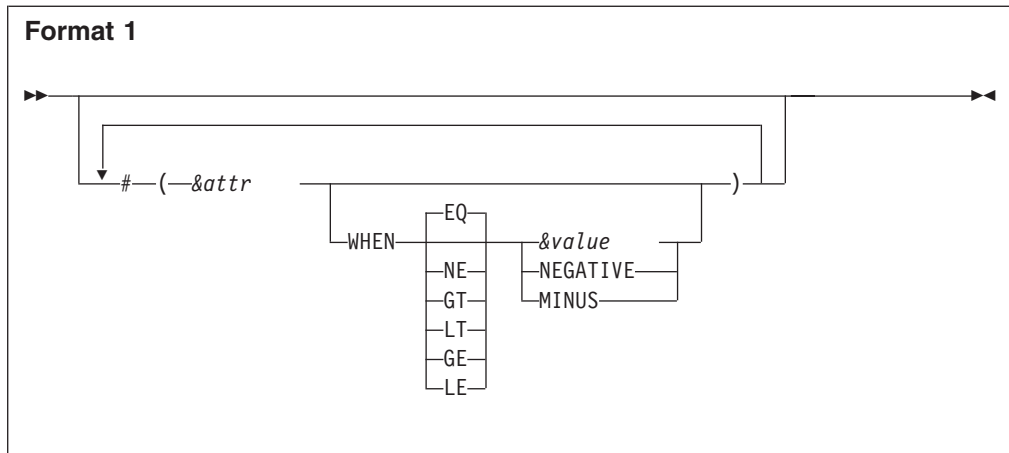 Format 1
# ( &attr )
EQ
WHEN &value
NE NEGATIVE
GT MINUS
LT
GE
LE